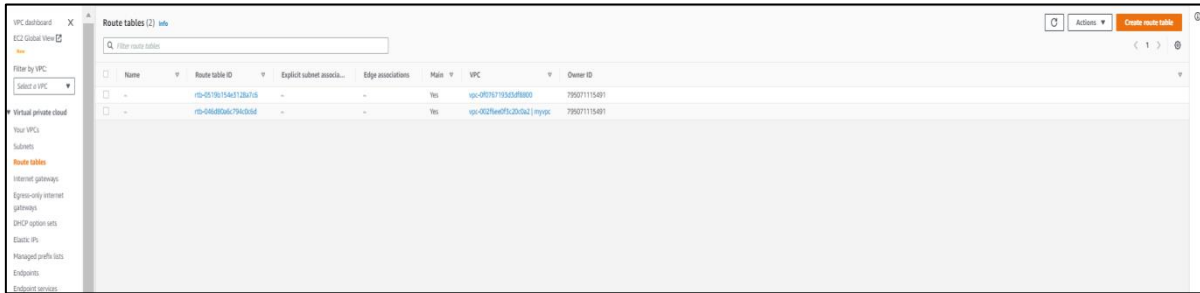 VPC dashboard X
EC2 Global View
New
Filter by VPC:
Select a VPC
Virtual private cloud
Your VPCs
Subnets
Route tables
Internet gateways
Egress-only internet
gateways
DHCP option sets
Elastic IPs
Managed prefix lists
Endpoints
Endpoint services
Route tables (2) Info
Actions
Create route table
Filter route tables
1
Name Route table ID Explicit subnet associa... Edge associations Main VPC Owner ID
- rtb-0519b154e3128a7c6 - - Yes vpc-0f0767193d3df8800 795071115491
- rtb-046d80a6c794c0c6d - - Yes vpc-002f6ee0f3c20c0a2 | myvpc 795071115491